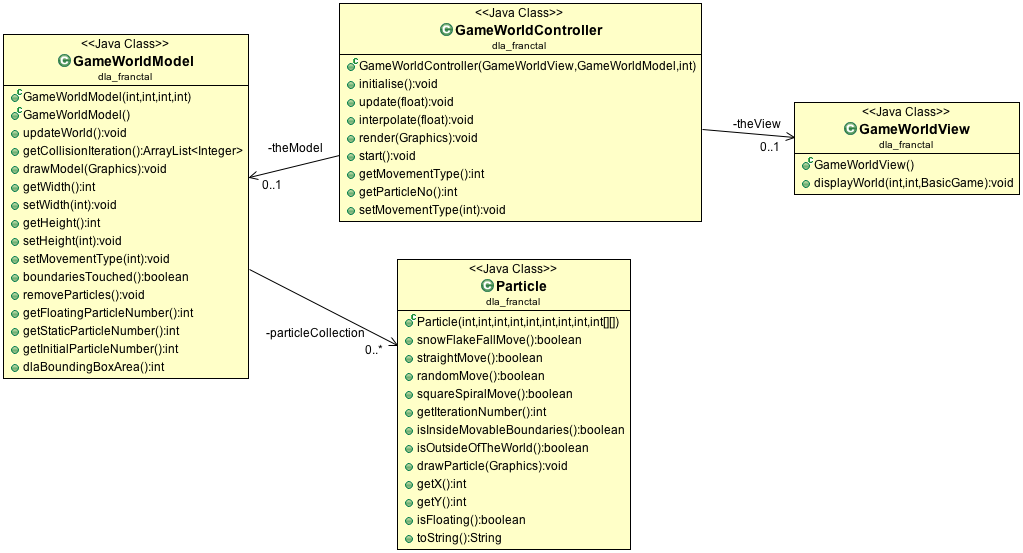 <<Java Class>>
GameWorldModel
dla_franctal
GameWorldModel(int,int,int,int)
GameWorldModel()
updateWorld():void
getCollisionIteration():ArrayList<Integer>
drawModel(Graphics):void
getWidth():int
setWidth(int):void
getHeight():int
setHeight(int):void
setMovementType(int):void
boundariesTouched():boolean
removeParticles():void
getFloatingParticleNumber():int
getStaticParticleNumber():int
getInitialParticleNumber():int
dlaBoundingBoxArea():int
-theModel
0..1
<<Java Class>>
GameWorldController
dla_franctal
GameWorldController(GameWorldView,GameWorldModel,int)
initialise():void
update(float):void
interpolate(float):void
render(Graphics):void
start():void
getMovementType():int
getParticleNo():int
setMovementType(int):void
-theView
0..1
<<Java Class>>
GameWorldView
dla_franctal
GameWorldView()
displayWorld(int,int,BasicGame):void
-particleCollection
0..*
<<Java Class>>
Particle
dla_franctal
Particle(int,int,int,int,int,int,int,int,int[][])
snowFlakeFallMove():boolean
straightMove():boolean
randomMove():boolean
squareSpiralMove():boolean
getIterationNumber():int
isInsideMovableBoundaries():boolean
isOutsideOfTheWorld():boolean
drawParticle(Graphics):void
getX():int
getY():int
isFloating():boolean
toString():String